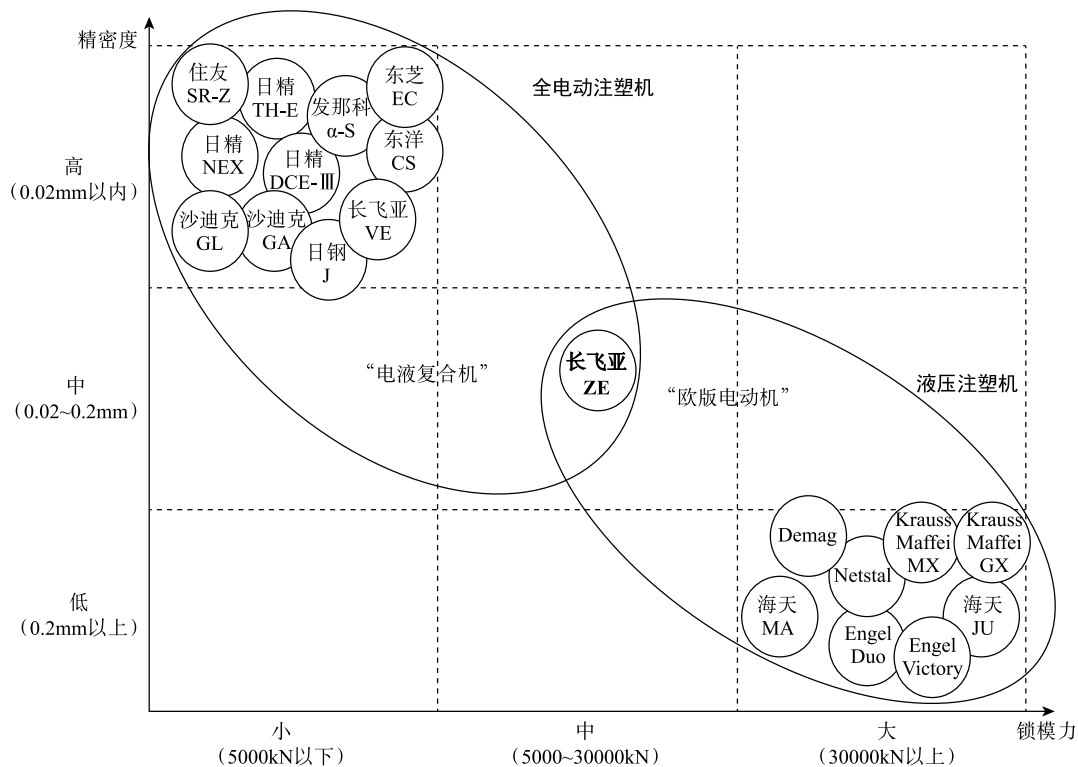 精密度
全电动注塑机
住友
SR-Z
日精
TH-E
发那科
α-S
东芝
EC
日精
NEX
日精
DCE-Ⅲ
东洋
CS
高
（0.02mm以内）
沙迪克
GL
沙迪克
GA
日钢
J
长飞亚
VE
长飞亚
ZE
“电液复合机”
“欧版电动机”
液压注塑机
中
（0.02~0.2mm）
Demag
Netstal
Krauss
Maffei
MX
Krauss
Maffei
GX
低
（0.2mm以上）
海天
MA
Engel
Duo
Engel
Victory
海天
JU
小
（5000kN以下）
中
（5000~30000kN）
大
（30000kN以上）
锁模力